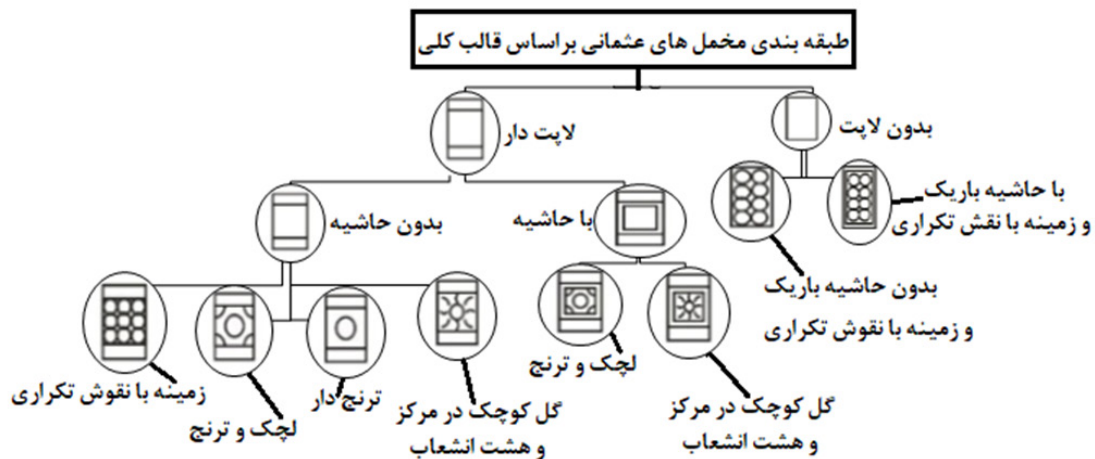 طبقه بندی مخمل های عثمانی براساس قالب کلی
بدون لاپت
لاپت دار
با حاشیه باریک
و زمینه با نقش تکراری
بدون حاشیه باریک
و زمینه با نقوش تکراری
با حاشیه
بدون حاشیه
گل کوچک در مرکز
و هشت انشعاب
لچک و ترنج
گل کوچک در مرکز
و هشت انشعاب
ترنج دار
لچک و ترنج
زمینه با نقوش تکراری